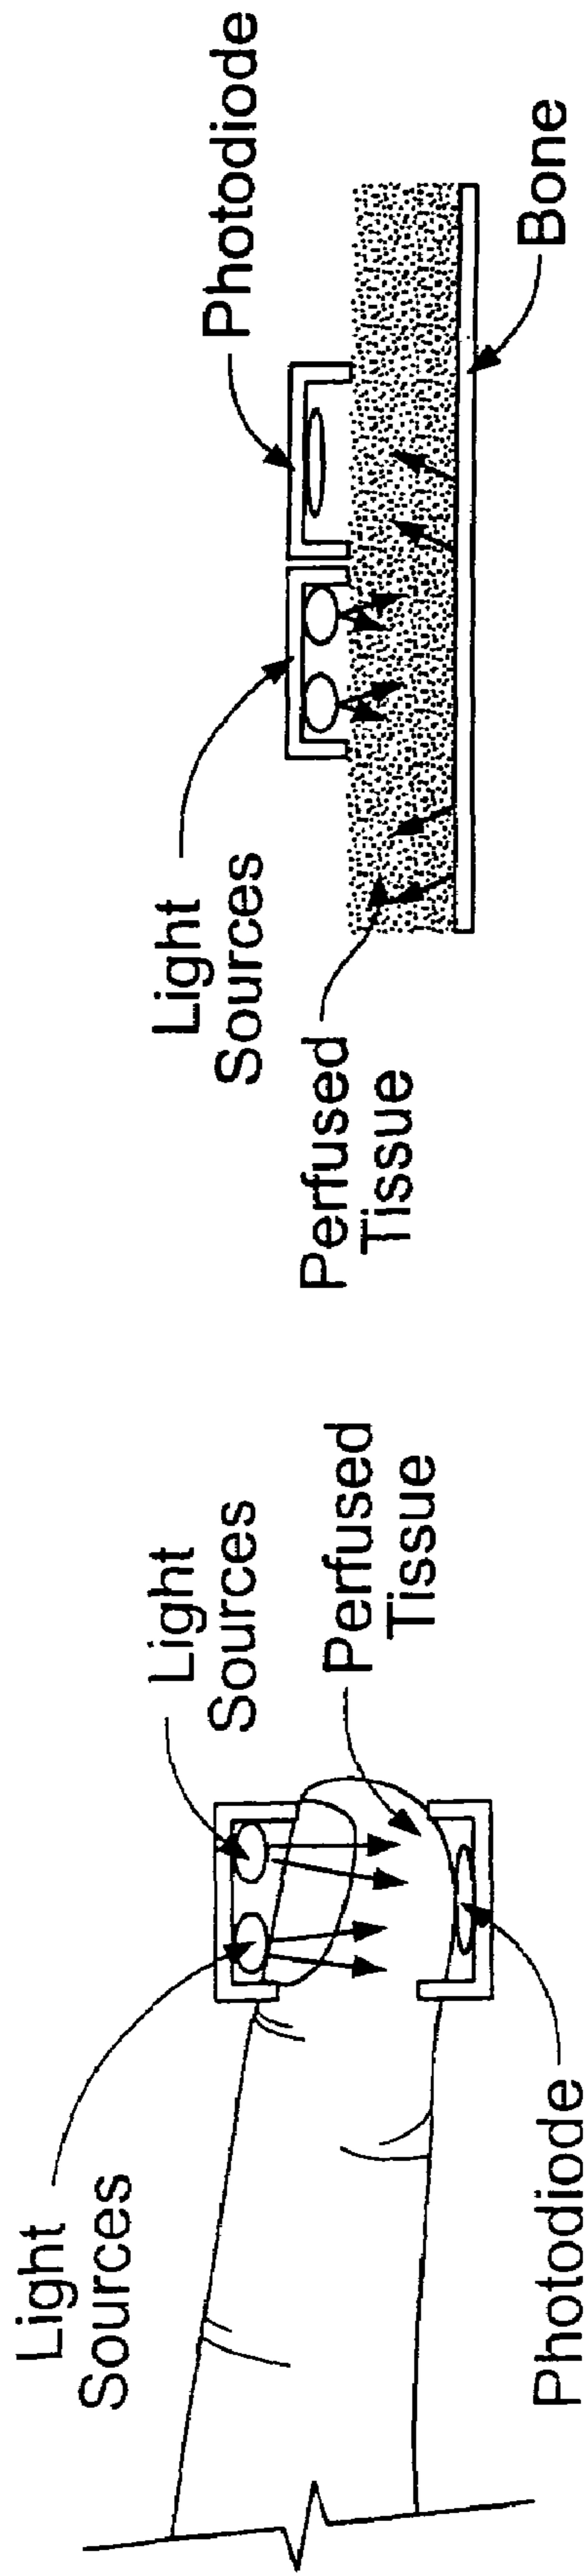 Light
Sources
Light
Sources
Perfused
Tissue
Photodiode
Light
Sources
Photodiode
Perfused
Tissue
Bone